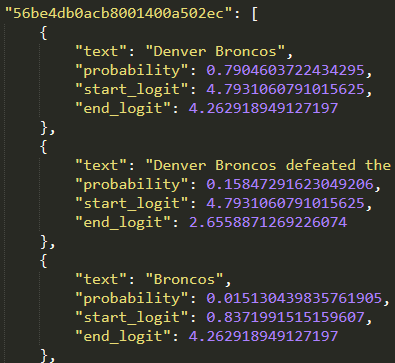 "56be4db0acb8001400a502ec": [
{
"text": "Denver Broncos",
"probability": 0.7904603722434295,
"start_logit": 4.7931060791015625,
"end_logit": 4.262918949127197
},
{
"text": "Denver Broncos defeated the
"probability": 0.15847291623049206,
"start_logit": 4.7931060791015625,
"end_logit": 2.6558871269226074
},
{
"text": "Broncos",
"probability": 0.015130439835761905,
"start_logit": 0.8371991515159607,
"end_logit": 4.262918949127197
},